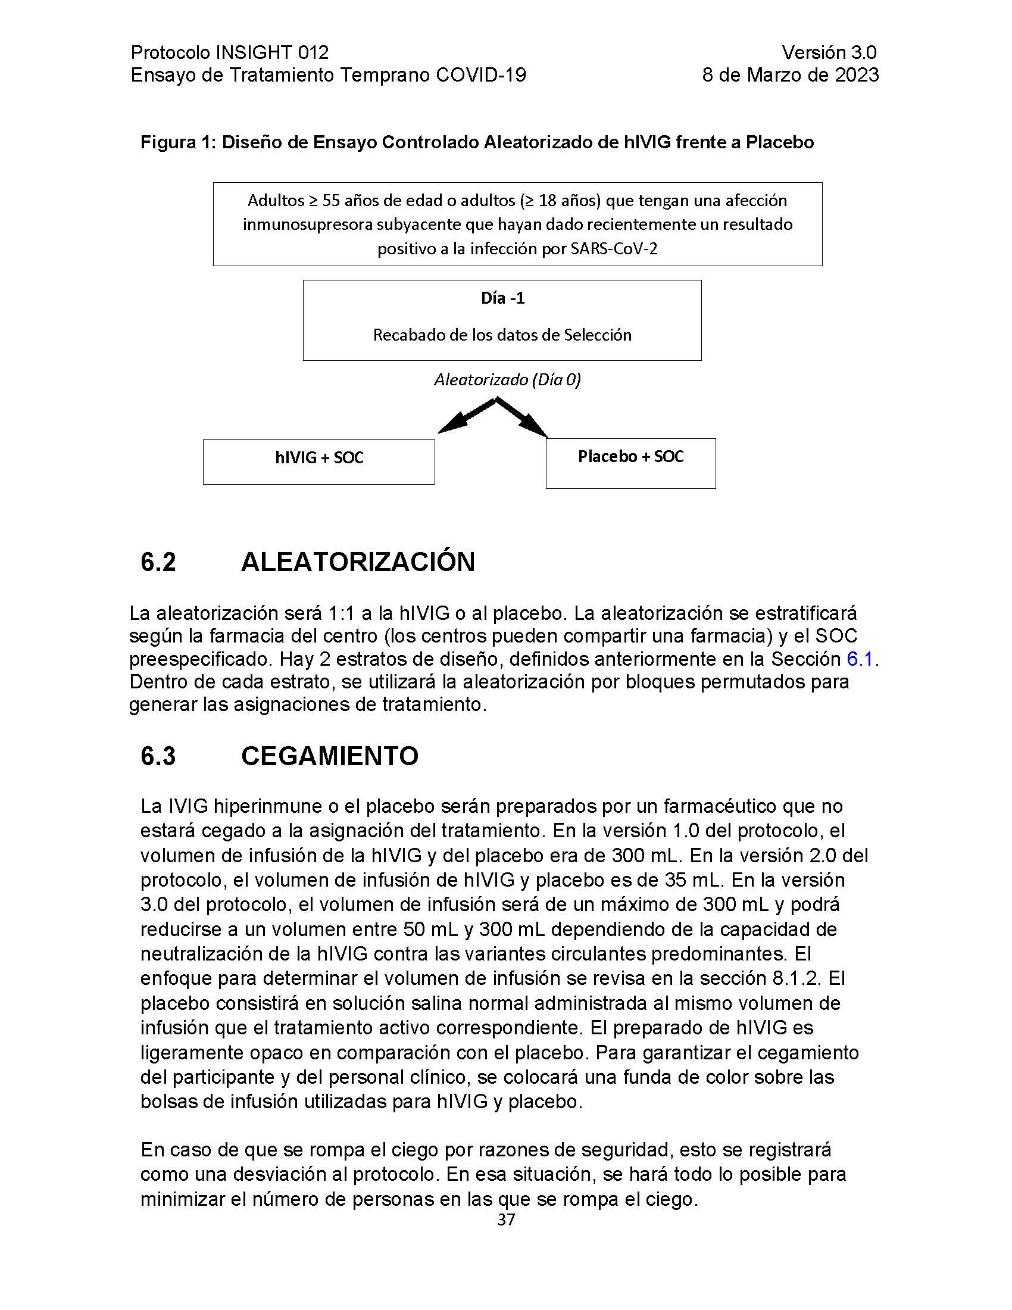 Protocolo INSIGHT 012 Versión 3.0
Ensayo de Tratamiento Temprano COVID-19 8 de Marzo de 2023
Figura 1: Diseño de Ensayo Controlado Aleatorizado de hIVIG frente a Placebo
Adultos ≥ 55 años de edad o adultos (≥ 18 años) que tengan una afección
inmunosupresora subyacente que hayan dado recientemente un resultado
positivo a la infección por SARS-CoV-2
Día -1
Recabado de los datos de Selección
Aleatorizado (Día 0)
hIVIG + SOC
Placebo + SOC
6.2 ALEATORIZACIÓN
La aleatorización será 1:1 a la hIVIG o al placebo. La aleatorización se estratificará
según la farmacia del centro (los centros pueden compartir una farmacia) y el SOC
preespecificado. Hay 2 estratos de diseño, definidos anteriormente en la Sección 6.1.
Dentro de cada estrato, se utilizará la aleatorización por bloques permutados para
generar las asignaciones de tratamiento.
6.3 CEGAMIENTO
La IVIG hiperinmune o el placebo serán preparados por un farmacéutico que no
estará cegado a la asignación del tratamiento. En la versión 1.0 del protocolo, el
volumen de infusión de la hIVIG y del placebo era de 300 mL. En la versión 2.0 del
protocolo, el volumen de infusión de hIVIG y placebo es de 35 mL. En la versión
3.0 del protocolo, el volumen de infusión será de un máximo de 300 mL y podrá
reducirse a un volumen entre 50 mL y 300 mL dependiendo de la capacidad de
neutralización de la hIVIG contra las variantes circulantes predominantes. El
enfoque para determinar el volumen de infusión se revisa en la sección 8.1.2. El
placebo consistirá en solución salina normal administrada al mismo volumen de
infusión que el tratamiento activo correspondiente. El preparado de hIVIG es
ligeramente opaco en comparación con el placebo. Para garantizar el cegamiento
del participante y del personal clínico, se colocará una funda de color sobre las
bolsas de infusión utilizadas para hIVIG y placebo.
En caso de que se rompa el ciego por razones de seguridad, esto se registrará
como una desviación al protocolo. En esa situación, se hará todo lo posible para
minimizar el número de personas en las que se rompa el ciego.
37